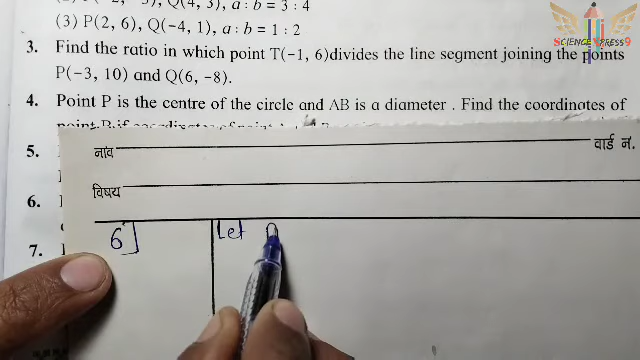 (3) P(2, 6), Q(-4, 1), a : b = 1 : 2
3. Find the ratio in which point T(-1, 6)divides the line segment joining the points
P(-3, 10) and Q(6, -8).
4. Point P is the centre of the circle and AB is a diameter . Find the coordinates of
5.
6.
7.
नांव
वार्ड न.
विषय
6] Let
SCIENCE XPRESS9